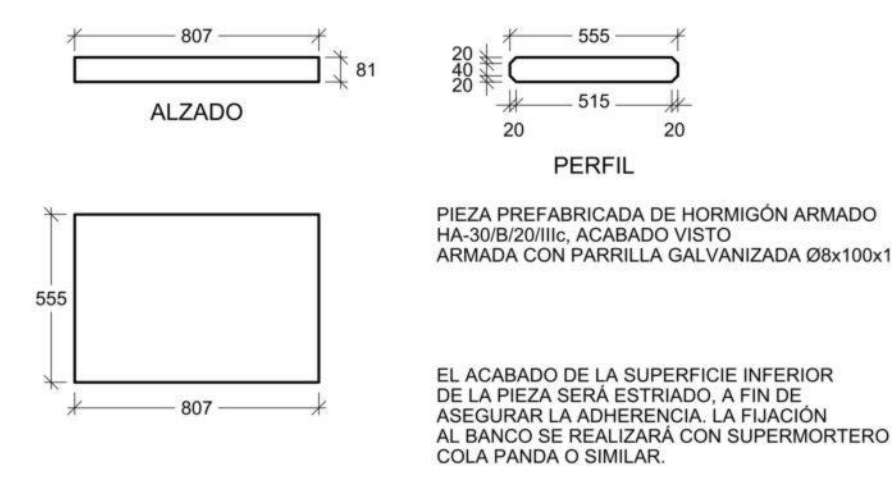 807
81
ALZADO
555
20
40
20
515
20
20
PERFIL
555
807
PIEZA PREFABRICADA DE HORMIGÓN ARMADO
HA-30/B/20/IIIc, ACABADO VISTO
ARMADA CON PARRILLA GALVANIZADA Ø8x100x1
EL ACABADO DE LA SUPERFICIE INFERIOR
DE LA PIEZA SERÁ ESTRIADO, A FIN DE
ASEGURAR LA ADHERENCIA. LA FIJACIÓN
AL BANCO SE REALIZARÁ CON SUPERMORTERO
COLA PANDA O SIMILAR.